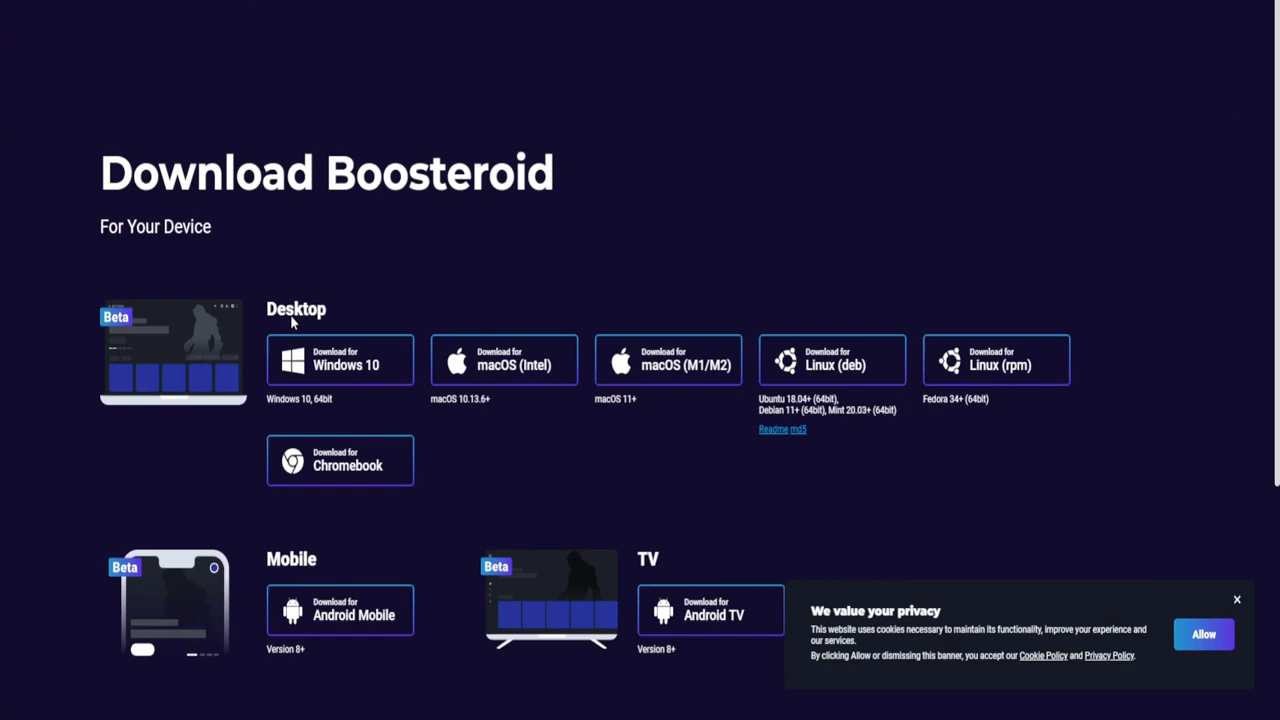 Download Boosteroid
For Your Device
Beta
Desktop
Download for
Windows 10
Windows 10, 64bit
Download for
macOS (Intel)
macOS 10.13.6+
Download for
macOS (M1/M2)
macOS 11+
Download for
Linux (deb)
Ubuntu 18.04+ (64bit),
Debian 11+ (64bit), Mint 20.03+ (64bit)
Readme md5
Download for
Linux (rpm)
Fedora 34+ (64bit)
Download for
Chromebook
Beta
Mobile
Download for
Android Mobile
Version 8+
Beta
TV
Download for
Android TV
Version 8+
We value your privacy
This website uses cookies necessary to maintain its functionality, improve your experience and
our services.
By clicking Allow or dismissing this banner, you accept our Cookie Policy and Privacy Policy.
Allow